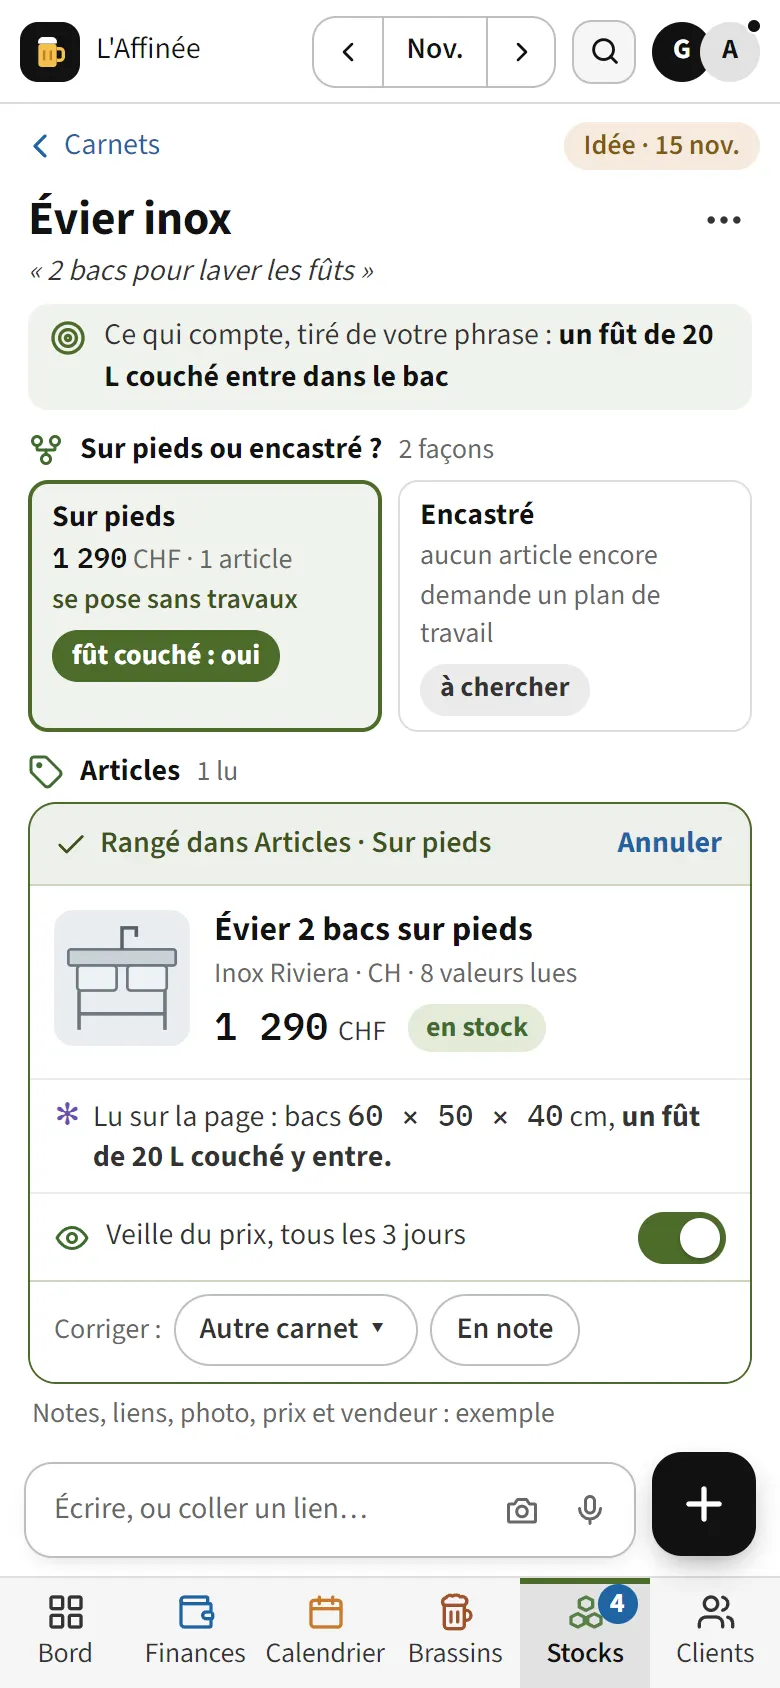 L'Affinée
Nov.
G
A
Carnets
Idée · 15 nov.
Évier inox
« 2 bacs pour laver les fûts »
Ce qui compte, tiré de votre phrase : un fût de 20
L couché entre dans le bac
Sur pieds ou encastré ? 2 façons
Sur pieds
1 290 CHF · 1 article
se pose sans travaux
fût couché : oui
Encastré
aucun article encore
demande un plan de
travail
à chercher
Articles 1 lu
Rangé dans Articles · Sur pieds
Annuler
Évier 2 bacs sur pieds
Inox Riviera · CH · 8 valeurs lues
1 290 CHF
en stock
Lu sur la page : bacs 60 × 50 × 40 cm, un fût
de 20 L couché y entre.
Veille du prix, tous les 3 jours
Corriger :
Autre carnet
En note
Notes, liens, photo, prix et vendeur : exemple
Écrire, ou coller un lien…
Bord
Finances
Calendrier
Brassins
4
Stocks
Clients